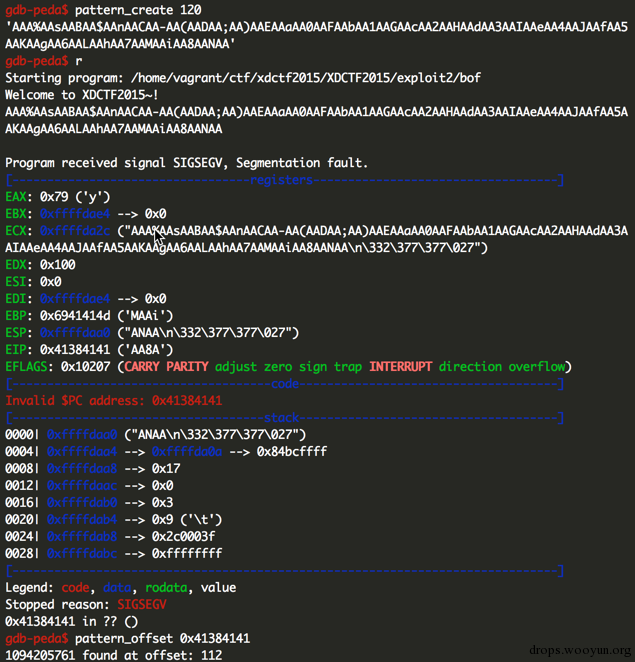 gdb-peda$ pattern_create 120
'AAA%AAsAABAA$AAnAACAA-AA(AADAA;AA)AAEAAaAA0AAFAAbAA1AAGAAcAA2AAHAAdAA3AAIAAeAA4AAJAAfAA5
AAKAAgAA6AALAAhAA7AAMAAiAA8AANAA'
gdb-peda$ r
Starting program: /home/vagrant/ctf/xdctf2015/XDCTF2015/exploit2/bof
Welcome to XDCTF2015~!
AAA%AAsAABAA$AAnAACAA-AA(AADAA;AA)AAEAAaAA0AAFAAbAA1AAGAAcAA2AAHAAdAA3AAIAAeAA4AAJAAfAA5A
AKAAgAA6AALAAhAA7AAMAAiAA8AANAA
Program received signal SIGSEGV, Segmentation fault.
[----------------------------------registers-----------------------------------]
EAX: 0x79 ('y')
EBX: 0xffffdae4 --> 0x0
ECX: 0xffffda2c ("AAA%AAsAABAA$AAnAACAA-AA(AADAA;AA)AAEAAaAA0AAFAAbAA1AAGAAcAA2AAHAAdAA3A
AIAAeAA4AAJAAfAA5AAKAAgAA6AALAAhAA7AAMAAiAA8AANAA\n\332\377\377\027")
EDX: 0x100
ESI: 0x0
EDI: 0xffffdae4 --> 0x0
EBP: 0x6941414d ('MAAi')
ESP: 0xffffdaa0 ("ANAA\n\332\377\377\027")
EIP: 0x41384141 ('AA8A')
EFLAGS: 0x10207 (CARRY PARITY adjust zero sign trap INTERRUPT direction overflow)
[-------------------------------------code-------------------------------------]
Invalid $PC address: 0x41384141
[------------------------------------stack-------------------------------------]
0000| 0xffffdaa0 ("ANAA\n\332\377\377\027")
0004| 0xffffdaa4 --> 0xffffda0a --> 0x84bcffff
0008| 0xffffdaa8 --> 0x17
0012| 0xffffdaac --> 0x0
0016| 0xffffdab0 --> 0x3
0020| 0xffffdab4 --> 0x9 ('\t')
0024| 0xffffdab8 --> 0x2c0003f
0028| 0xffffdabc --> 0xffffffff
[------------------------------------------------------------------------------]
Legend: code, data, rodata, value
Stopped reason: SIGSEGV
0x41384141 in ?? ()
gdb-peda$ pattern_offset 0x41384141
1094205761 found at offset: 112
drops.wooyun.org